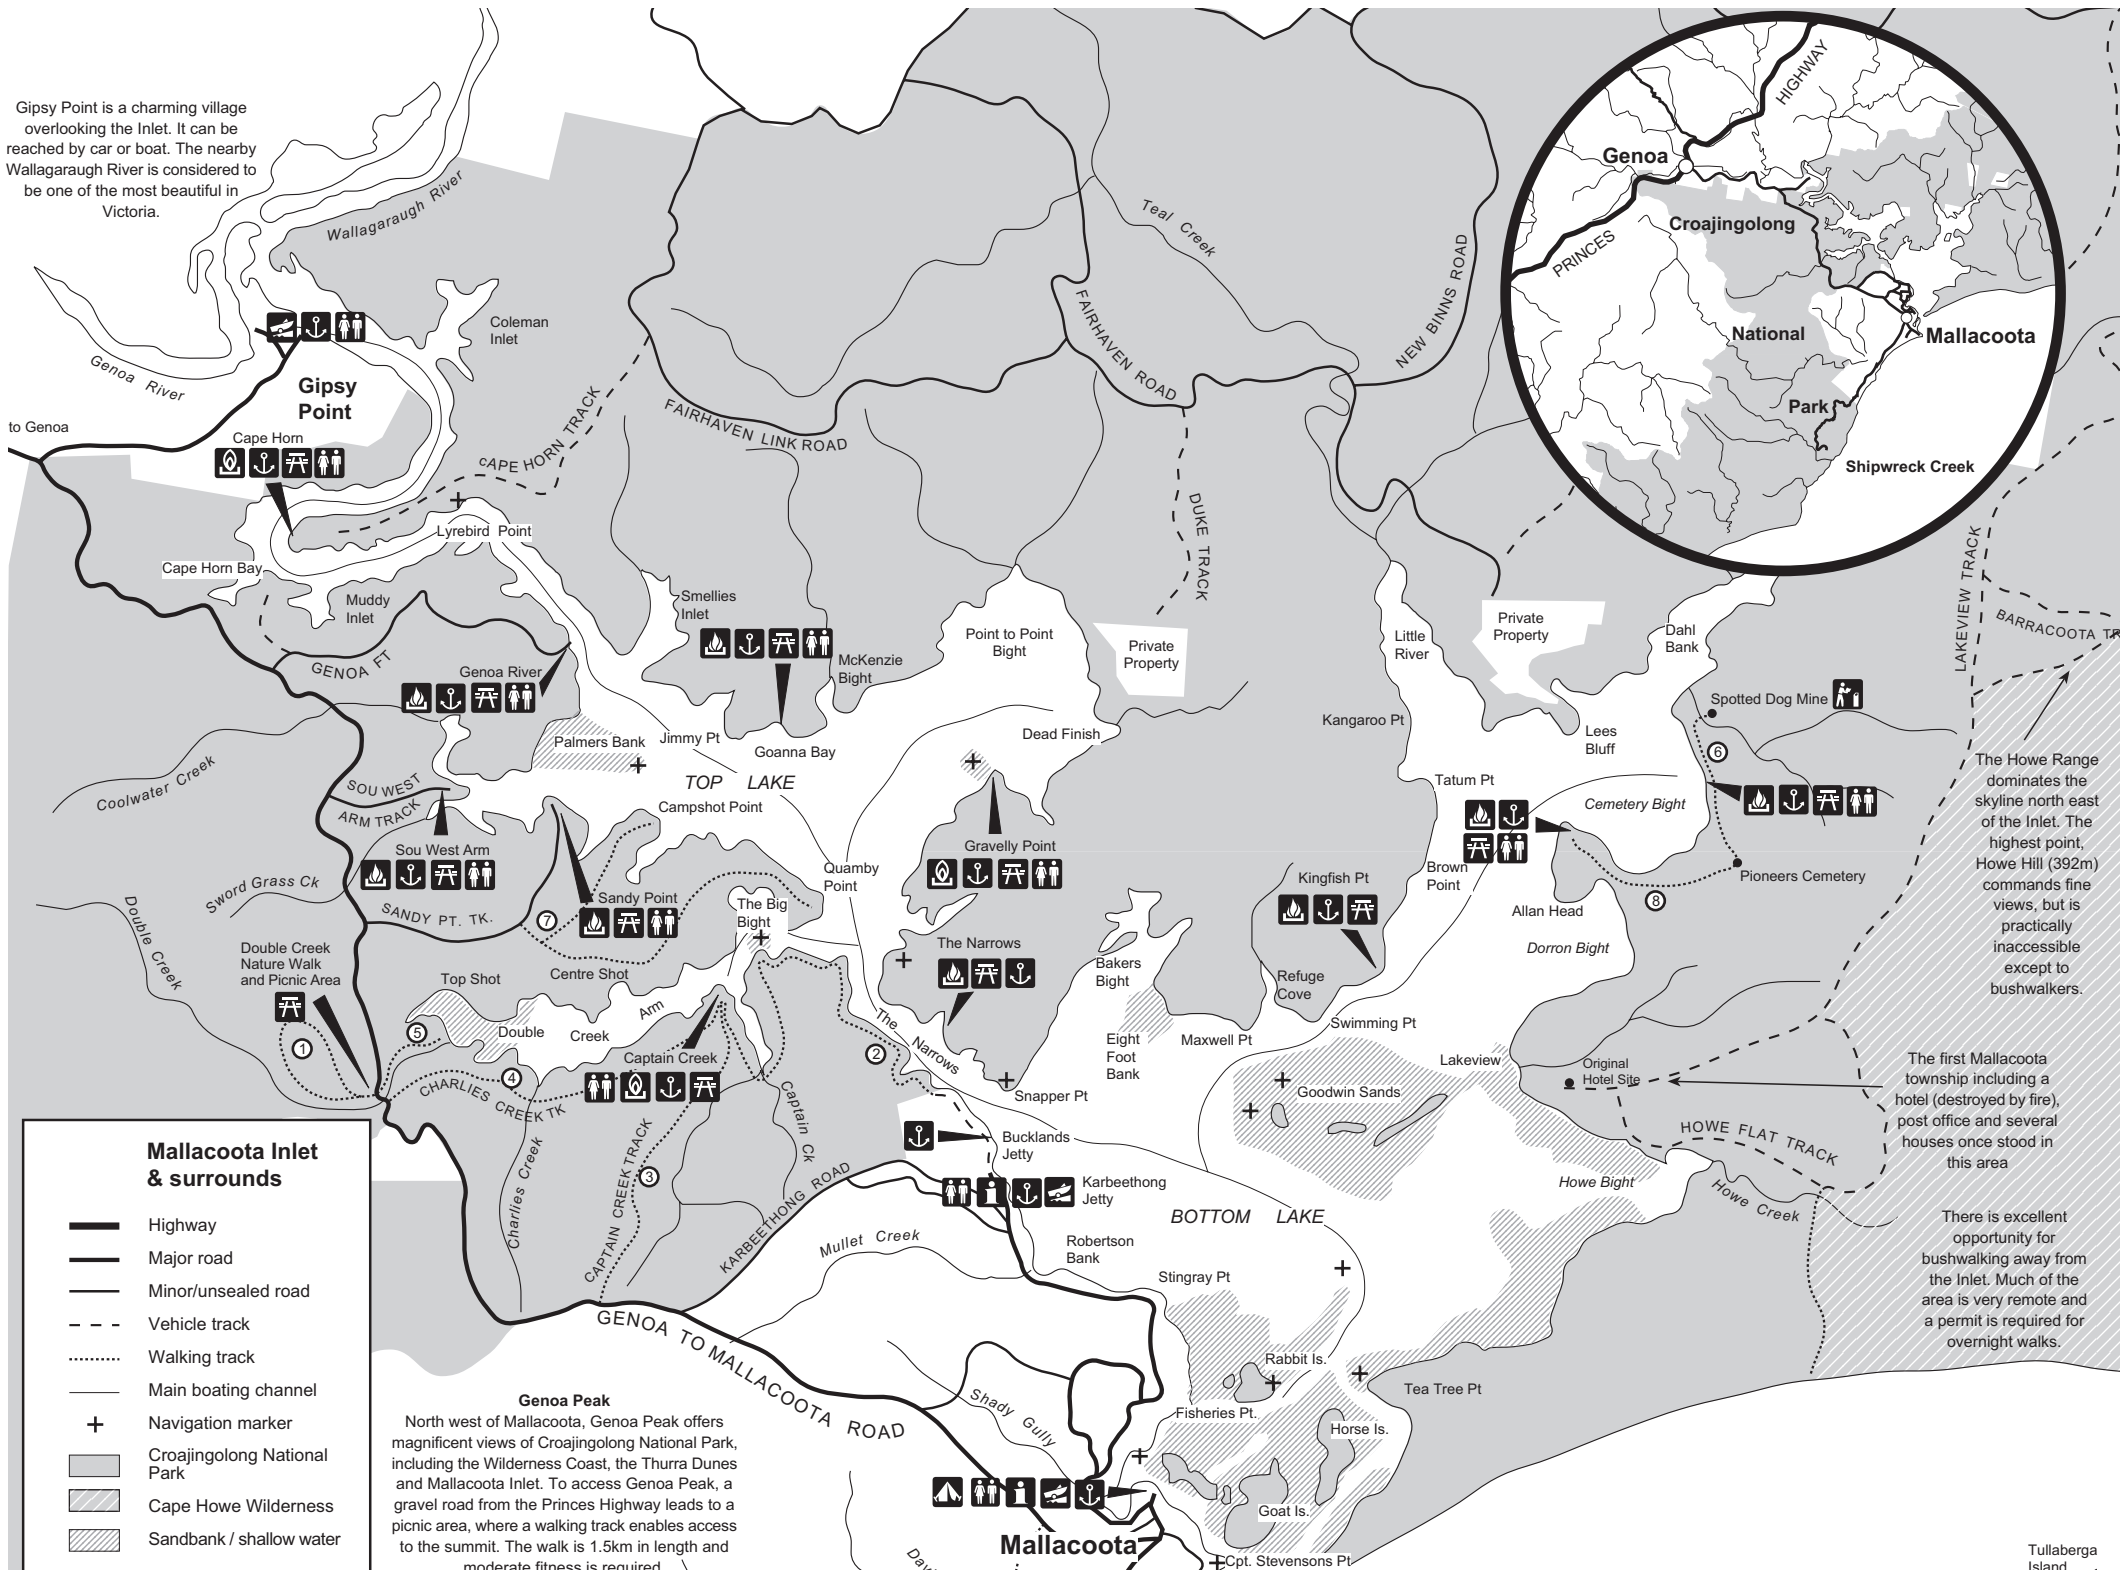 Gipsy Point is a charming village
overlooking the Inlet. It can be
reached by car or boat. The nearby
Wallagaraugh River is considered to
be one of the most beautiful in
Victoria.
Wallagaraugh River
Genoa River
Coleman
Inlet
Gipsy
Point
to Genoa
Cape Horn
CAPE HORN TRACK
Lyrebird Point
Cape Horn Bay
Muddy
Inlet
GENOA FT
Genoa River
FAIRHAVEN LINK ROAD
FAIRHAVEN ROAD
Teal Creek
NEW BINNS ROAD
DUKE TRACK
Smellies
Inlet
McKenzie
Bight
Point to Point
Bight
Private
Property
Little
River
Private
Property
Dahl
Bank
Genoa
HIGHWAY
Croajingolong
PRINCES
National
Mallacoota
Park
Shipwreck Creek
LAKEVIEW TRACK
BARRACOOTA TR
Spotted Dog Mine
Kangaroo Pt
Lees
Bluff
6
Palmers Bank
Jimmy Pt
Goanna Bay
Dead Finish
TOP LAKE
Campshot Point
Coolwater Creek
SOU WEST
ARM TRACK
Sou West Arm
Tatum Pt
Cemetery Bight
Gravelly Point
Quamby
Point
Kingfish Pt
Brown
Point
Pioneers Cemetery
8
Allan Head
Dorron Bight
Sword Grass Ck
Double Creek
SANDY PT. TK.
7
Sandy Point
The Big
Bight
The Narrows
Bakers
Bight
Refuge
Cove
Double Creek
Nature Walk
and Picnic Area
Top Shot
Centre Shot
Double
Creek
Arm
Captain Creek
1
5
4
2
The
Narrows
CHARLIES CREEK TK
Eight
Foot
Bank
Maxwell Pt
Swimming Pt
Lakeview
Original
Hotel Site
Goodwin Sands
Snapper Pt
Bucklands
Jetty
Captain Ck
Charlies Creek
CAPTAIN CREEK TRACK
3
KARBEETHONG ROAD
Karbeethong
Jetty
HOWE FLAT TRACK
Howe Bight
Howe Creek
BOTTOM LAKE
Mullet Creek
Robertson
Bank
Stingray Pt
GENOA TO MALLACOOTA ROAD
Rabbit Is.
Tea Tree Pt
Fisheries Pt.
Horse Is.
Shady Gully
Goat Is.
Mallacoota
Cpt. Stevensons Pt
Tullaberga
Island
The Howe Range
dominates the
skyline north east
of the Inlet. The
highest point,
Howe Hill (392m)
commands fine
views, but is
practically
inaccessible
except to
bushwalkers.
The first Mallacoota
township including a
hotel (destroyed by fire),
post office and several
houses once stood in
this area
There is excellent
opportunity for
bushwalking away from
the Inlet. Much of the
area is very remote and
a permit is required for
overnight walks.
Mallacoota Inlet
& surrounds
Highway
Major road
Minor/unsealed road
Vehicle track
Walking track
Main boating channel
Navigation marker
Croajingolong National
Park
Cape Howe Wilderness
Sandbank / shallow water
Genoa Peak
North west of Mallacoota, Genoa Peak offers
magnificent views of Croajingolong National Park,
including the Wilderness Coast, the Thurra Dunes
and Mallacoota Inlet. To access Genoa Peak, a
gravel road from the Princes Highway leads to a
picnic area, where a walking track enables access
to the summit. The walk is 1.5km in length and
moderate fitness is required